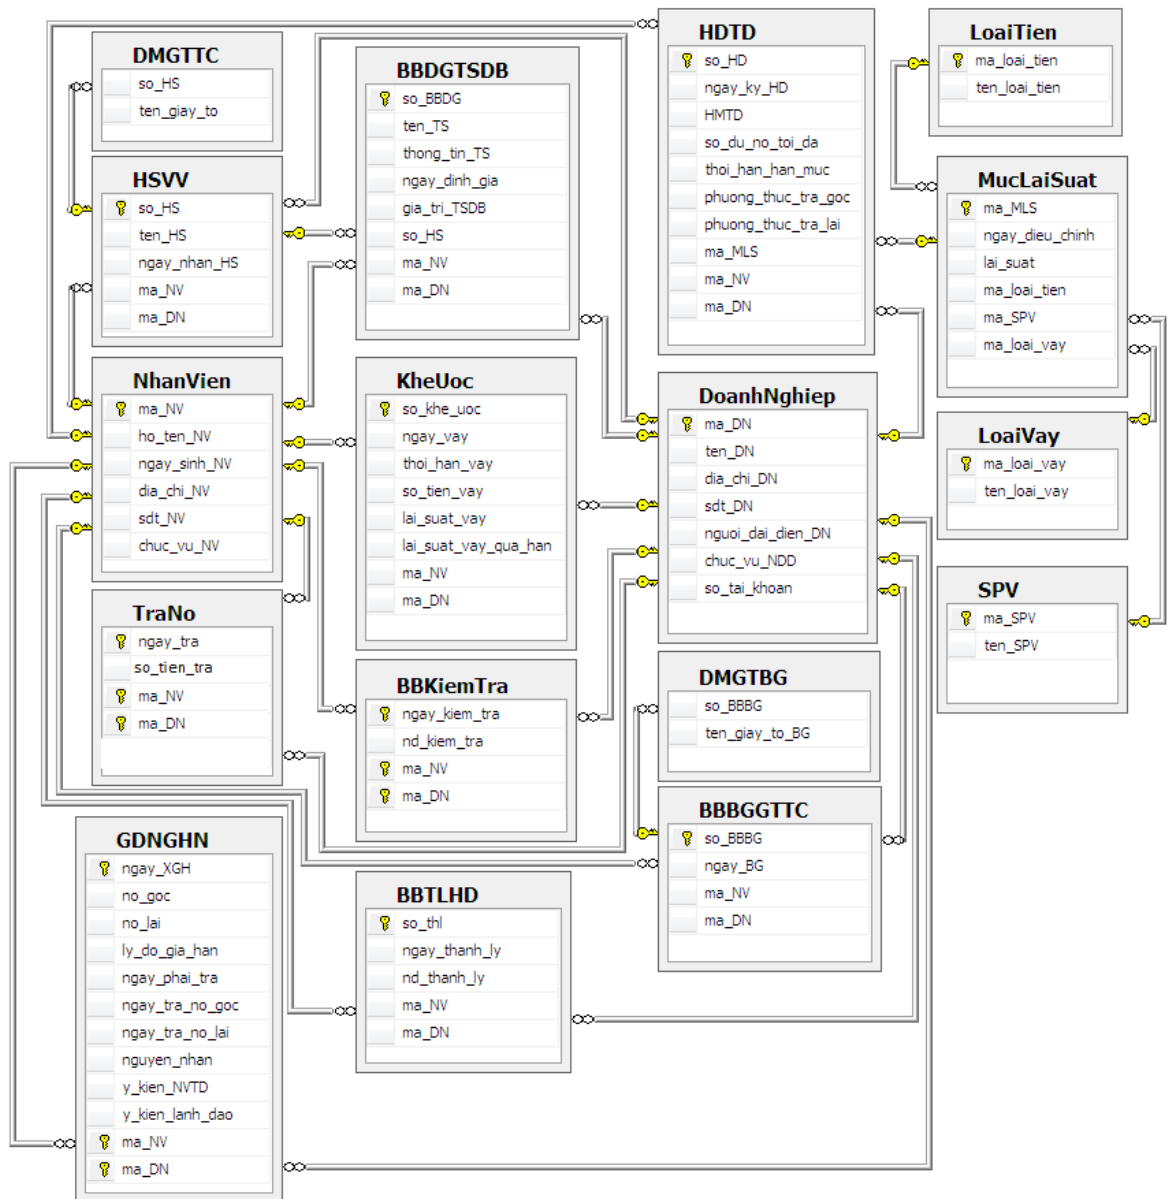 DMGTTC
so_HS
ten_giay_to
HSVV
so_HS
ten_HS
ngay_nhan_HS
ma_NV
ma_DN
NhanVien
ma_NV
ho_ten_NV
ngay_sinh_NV
dia_chi_NV
sdt_NV
chuc_vu_NV
TraNo
ngay_tra
so_tien_tra
ma_NV
ma_DN
GDNGHN
ngay_XGH
no_goc
no_lai
ly_do_gia_han
ngay_phai_tra
ngay_tra_no_goc
ngay_tra_no_lai
nguyen_nhan
y_kien_NVTD
y_kien_lanh_dao
ma_NV
ma_DN
BBDGTSDB
so_BBDG
ten_TS
thong_tin_TS
ngay_dinh_gia
gia_tri_TSDB
so_HS
ma_NV
ma_DN
KheUoc
so_khe_uoc
ngay_vay
thoi_han_vay
so_tien_vay
lai_suat_vay
lai_suat_vay_qua_han
ma_NV
ma_DN
BBKiemTra
ngay_kiem_tra
nd_kiem_tra
ma_NV
ma_DN
BBTLHD
so_thl
ngay_thanh_ly
nd_thanh_ly
ma_NV
ma_DN
HDTD
so_HD
ngay_ky_HD
HMTD
so_du_no_toi_da
thoi_han_han_muc
phuong_thuc_tra_goc
phuong_thuc_tra_lai
ma_MLS
ma_NV
ma_DN
DoanhNghiep
ma_DN
ten_DN
dia_chi_DN
sdt_DN
nguoi_dai_dien_DN
chuc_vu_NDD
so_tai_khoan
DMGTBG
so_BBBG
ten_giay_to_BG
BBBGGTTC
so_BBBG
ngay_BG
ma_NV
ma_DN
LoaiTien
ma_loai_tien
ten_loai_tien
MucLaiSuat
ma_MLS
ngay_dieu_chinh
lai_suat
ma_loai_tien
ma_SPV
ma_loai_vay
LoaiVay
ma_loai_vay
ten_loai_vay
SPV
ma_SPV
ten_SPV